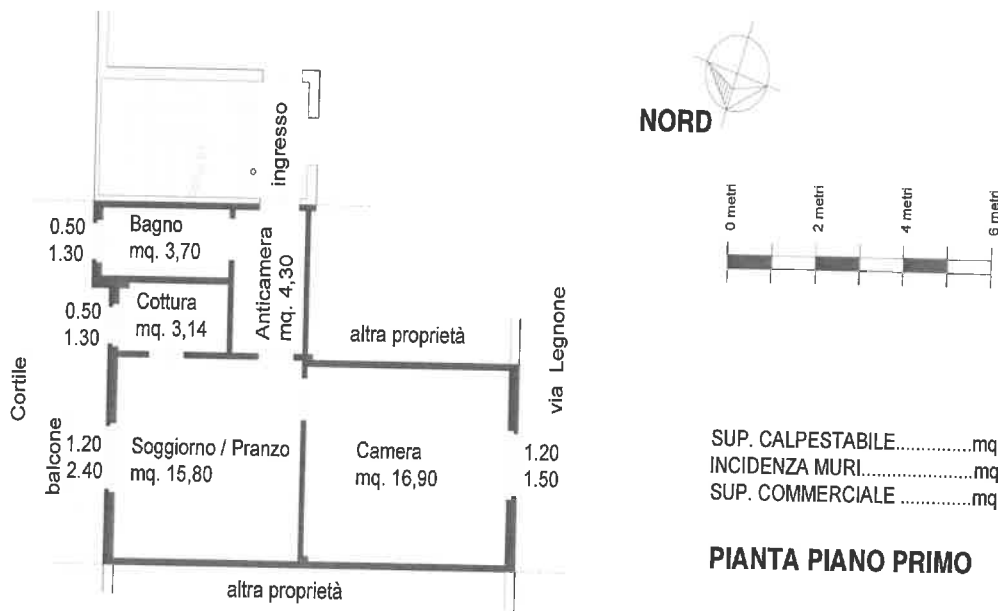 NORD
0 metri
2 metri
4 metri
6 metri
ingresso
0.50
1.30
Bagno
mq. 3,70
Anticamera
mq. 4,30
0.50
1.30
Cottura
mq. 3,14
altra proprietà
via Legnone
Cortile
balcone
1.20
2.40
Soggiorno / Pranzo
mq. 15,80
Camera
mq. 16,90
1.20
1.50
altra proprietà
SUP. CALPESTABILE............mq
INCIDENZA MURI.................mq
SUP. COMMERCIALE ...........mq
PIANTA PIANO PRIMO